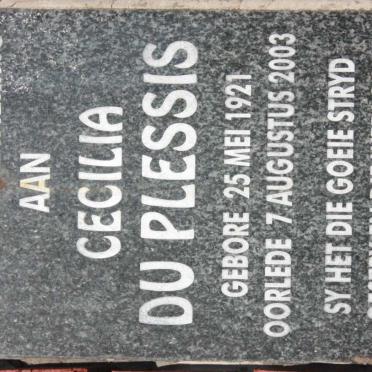 AAN
CECILIA
DU PLESSIS
GEBORE 25 MEI 1921
OORLEDE 7 AUGUSTUS 2003
SY HET DIE GOEIE STRYD